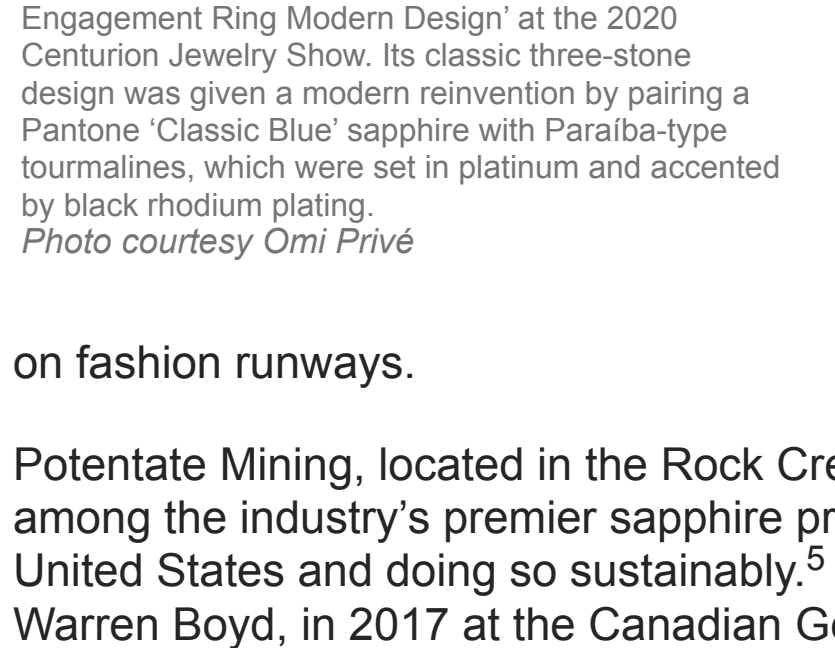 Engagement Ring Modern Design’ at the 2020
Centurion Jewelry Show. Its classic three-stone
design was given a modern reinvention by pairing a
Pantone ‘Classic Blue’ sapphire with Paraíba-type
tourmalines, which were set in platinum and accented
by black rhodium plating.
Photo courtesy Omi Privé
on fashion runways.
Potentate Mining, located in the Rock
among the industry’s premier sapphire
United States and doing so sustainably.5
Warren Boyd, in 2017 at the Canadian